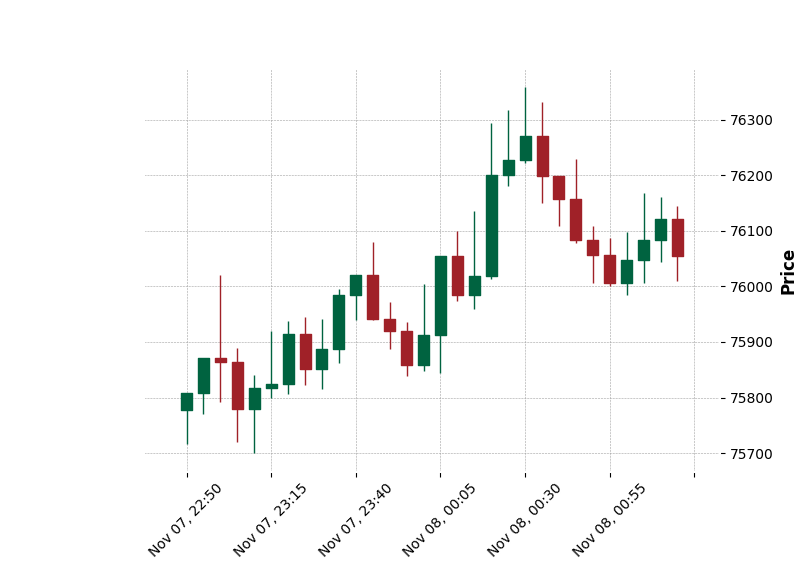 76300
76200
76100
76000
75900
75800
75700
Price
Nov 07, 22:50
Nov 07, 23:15
Nov 07, 23:40
Nov 08, 00:05
Nov 08, 00:30
Nov 08, 00:55